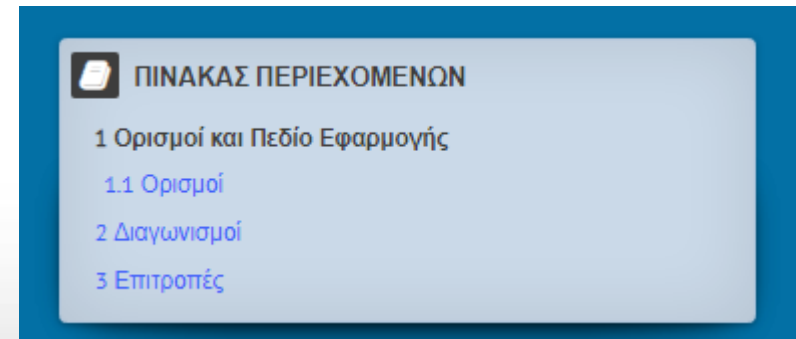 ΠΙΝΑΚΑΣ ΠΕΡΙΕΧΟΜΕΝΩΝ
1 Ορισμοί και Πεδίο Εφαρμογής
1.1 Ορισμοί
2 Διαγωνισμοί
3 Επιτροπές